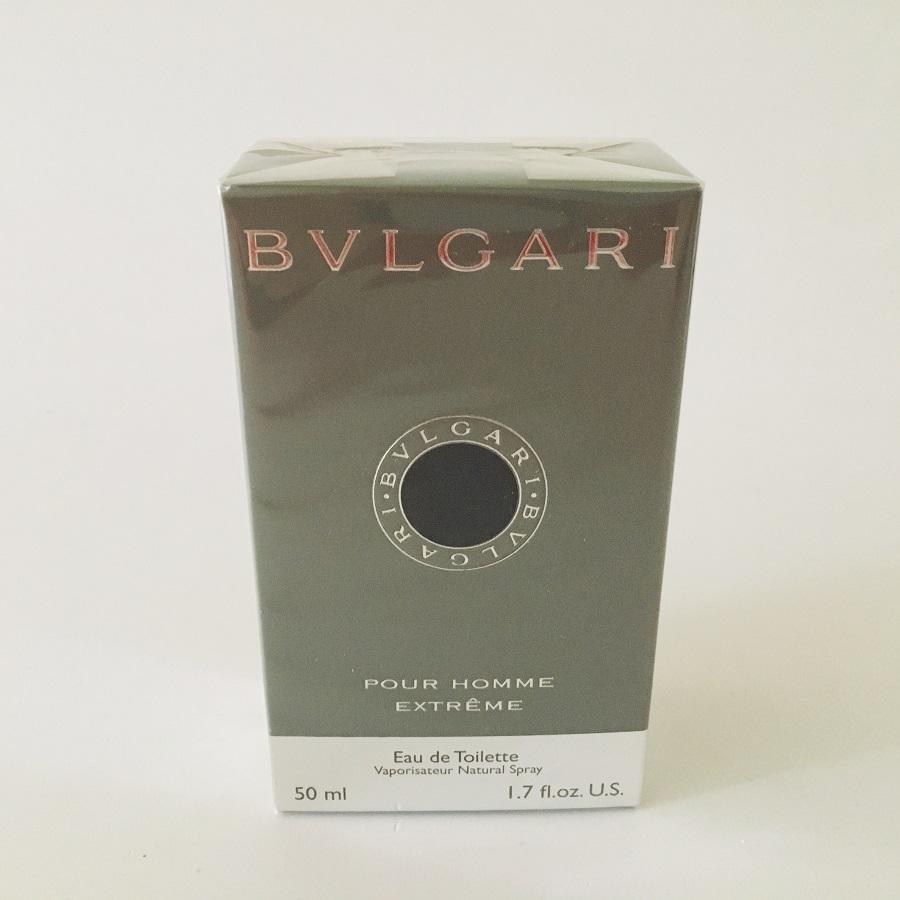 BVLGARI
BVLGARI • BVLGARI •
POUR HOMME
EXTRÊME
Eau de Toilette
Vaporisateur Natural Spray
50 ml 1.7 fl.oz. U.S.